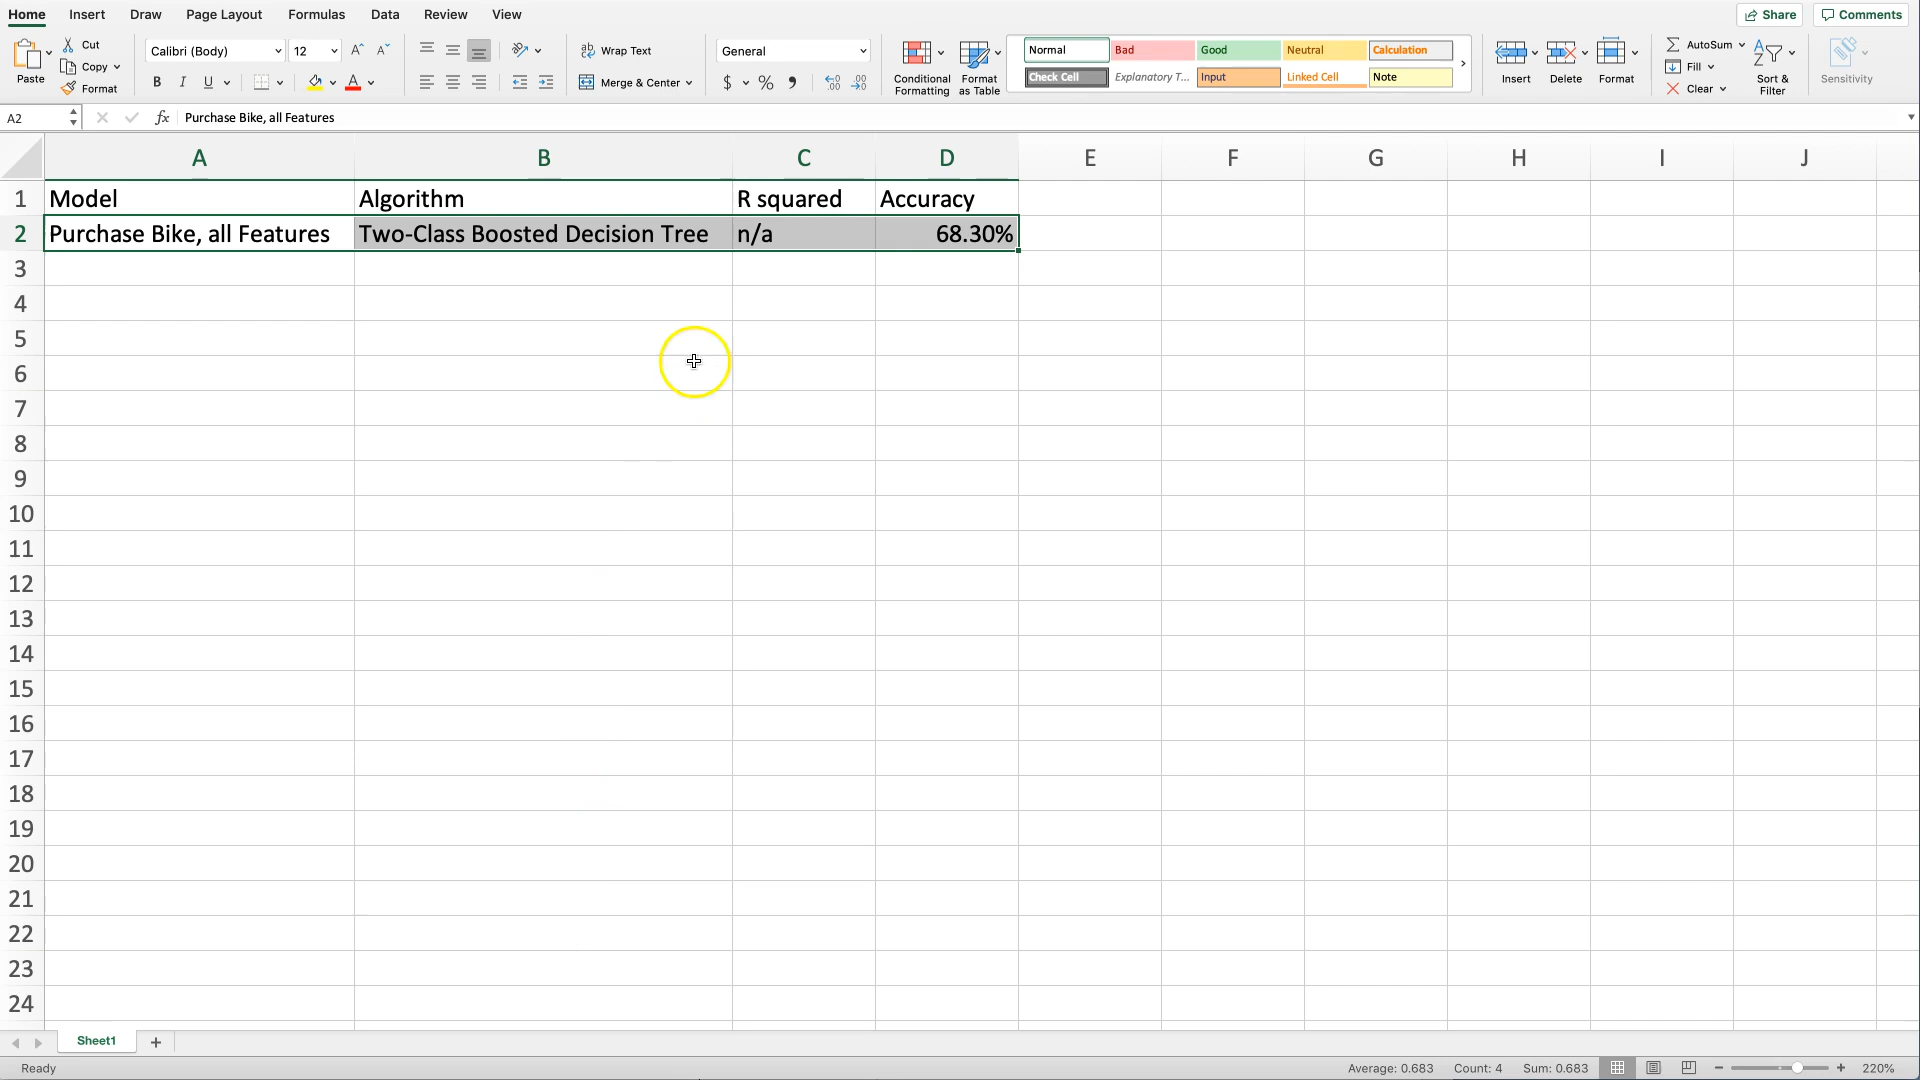 Home Insert Draw Page Layout Formulas Data Review View Share Comments
Paste Cut Calibri (Body) 12 Wrap Text General Conditional Formatting Format as Table Normal Bad Good Neutral Calculation Insert Delete Format AutoSum Sort & Filter Sensitivity
Copy Fill
Format B I U A Merge & Center $ % Check Cell Explanatory T... Input Linked Cell Note Clear
A2 fx Purchase Bike, all Features
A B C D E F G H I J
1 Model Algorithm R squared Accuracy
2 Purchase Bike, all Features Two-Class Boosted Decision Tree n/a 68.30%
3
4
5
6
7
8
9
10
11
12
13
14
15
16
17
18
19
20
21
22
23
24
Sheet1
Ready Average: 0.683 Count: 4 Sum: 0.683 220%